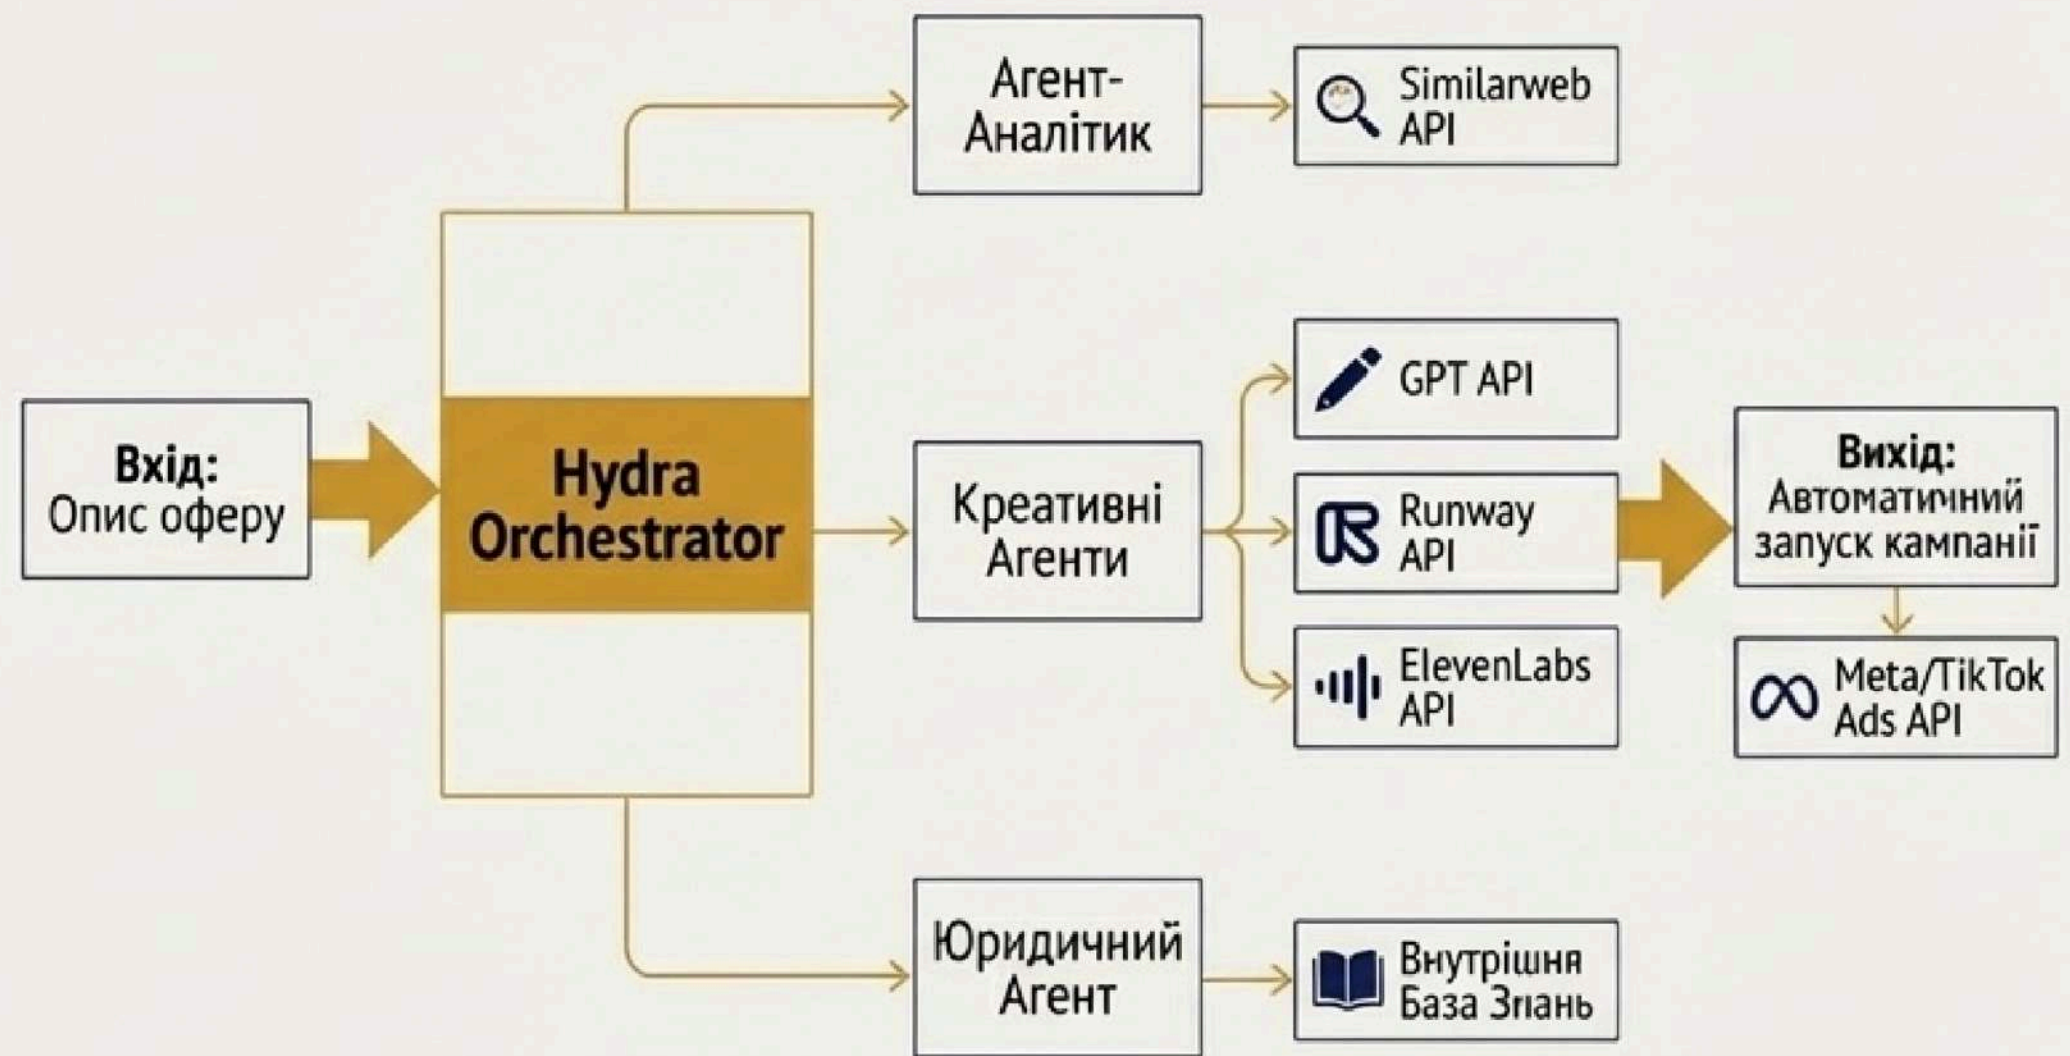 Вхід:
Опис оферу
Hydra
Orchestrator
Агент-
Аналітик
Similarweb
API
Креативні
Агенти
GPT API
Runway
API
ElevenLabs
API
Вихід:
Автоматичний
запуск кампанії
Meta/TikTok
Ads API
Юридичний
Агент
Внутрішня
База Знань